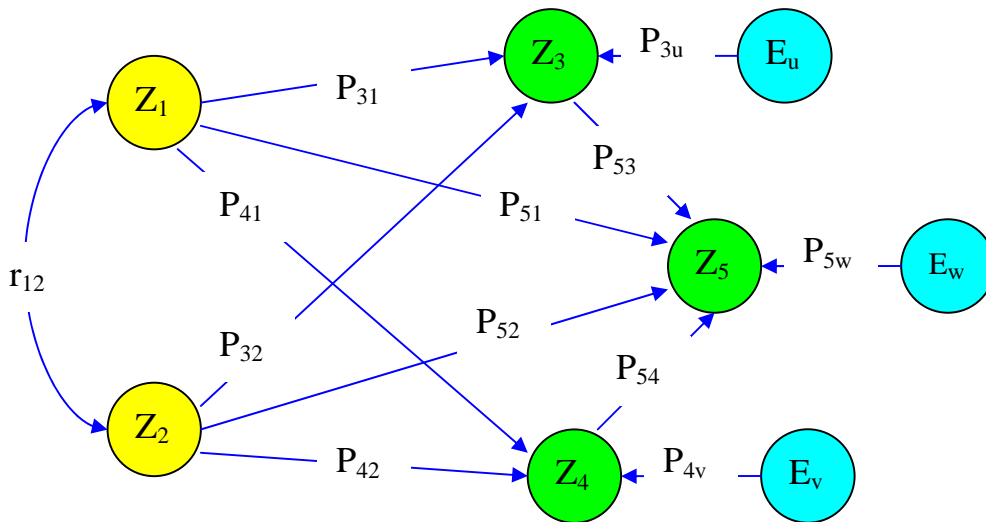 Z₃
P₃ᵤ
Eᵤ
Z₁
P₃₁
P₅₃
P₄₁
P₅₁
Z₅
P₅w
E_w
r₁₂
P₃₂
P₅₂
P₅₄
Z₂
P₄₂
Z₄
P₄ᵥ
Eᵥ